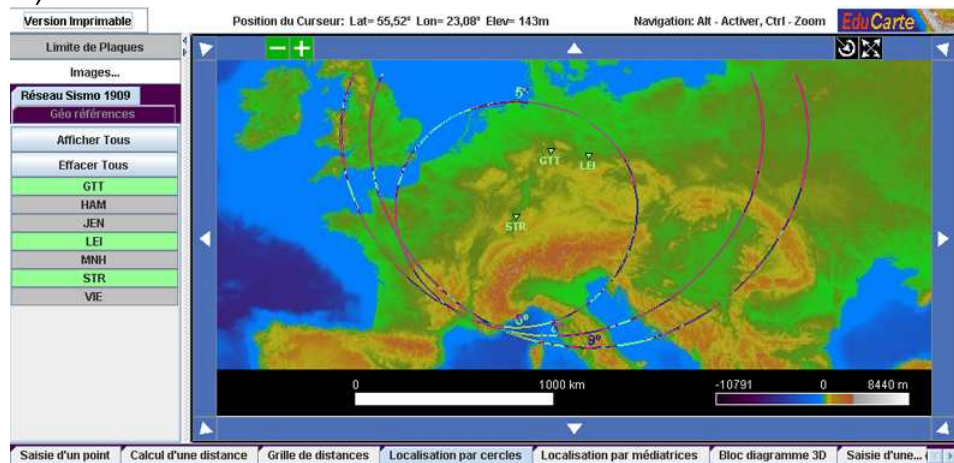 Version Imprimable
Position du Curseur: Lat= 55,52° Lon= 23,08° Elev= 143m
Navigation: Alt - Activer, Ctrl - Zoom
EduCarte
Limite de Plaques
Images...
Réseau Sismo 1909
Géo références
Afficher Tous
Effacer Tous
GTT
HAM
JEN
LEI
MNH
STR
VIE
5°
GTT
LEI
STR
9°
0
1000 km
-10791
0
8440 m
Saisie d'un point
Calcul d'une distance
Grille de distances
Localisation par cercles
Localisation par médiatrices
Bloc diagramme 3D
Saisie d'une...